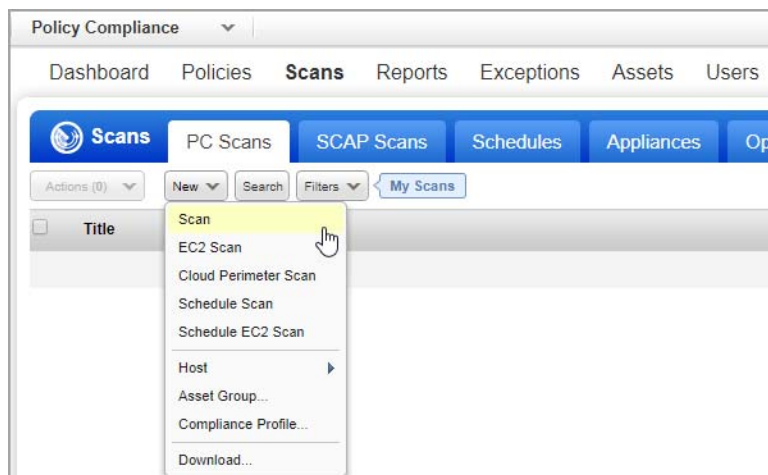 Policy Compliance
Dashboard Policies Scans Reports Exceptions Assets Users
Scans PC Scans SCAP Scans Schedules Appliances Op
Actions (0) New Search Filters My Scans
Title
Scan
EC2 Scan
Cloud Perimeter Scan
Schedule Scan
Schedule EC2 Scan
Host
Asset Group...
Compliance Profile...
Download...